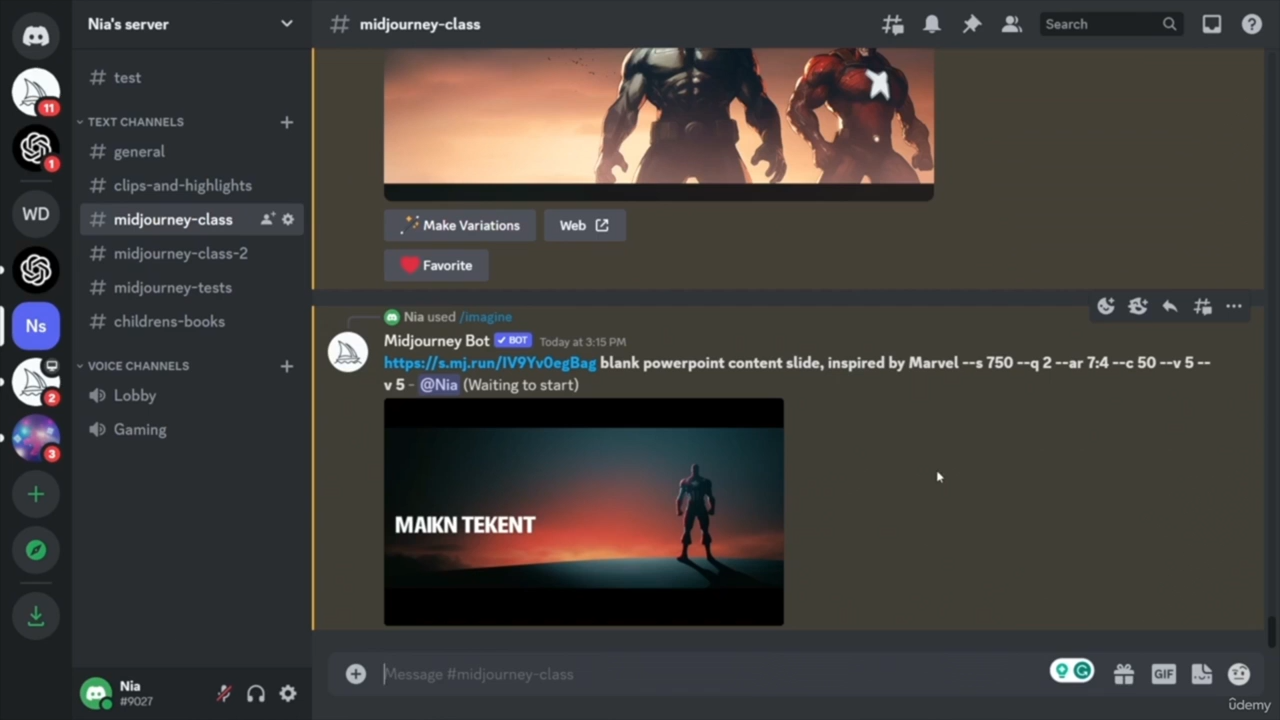 Nia's server
midjourney-class
Search
11
test
TEXT CHANNELS
1
general
clips-and-highlights
WD
midjourney-class
Make Variations
Web
midjourney-class-2
Favorite
midjourney-tests
Ns
childrens-books
Nia used /imagine
Midjourney Bot BOT Today at 3:15 PM
https://s.mj.run/IV9Yv0egBag blank powerpoint content slide, inspired by Marvel --s 750 --q 2 --ar 7:4 --c 50 --v 5 --
v 5 - @Nia (Waiting to start)
VOICE CHANNELS
2
Lobby
Gaming
3
MAIKN TEKENT
Nia
#9027
Message #midjourney-class
GIF
ûdemy